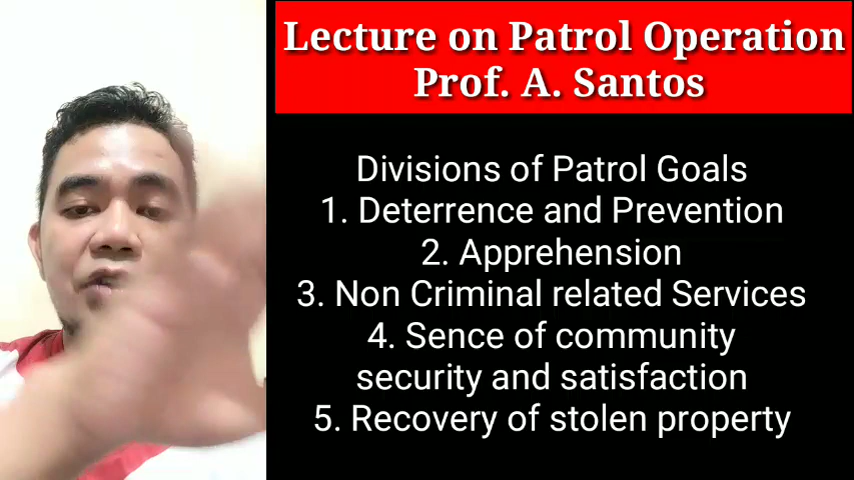 Lecture on Patrol Operation
Prof. A. Santos
Divisions of Patrol Goals
1. Deterrence and Prevention
2. Apprehension
3. Non Criminal related Services
4. Sence of community
security and satisfaction
5. Recovery of stolen property